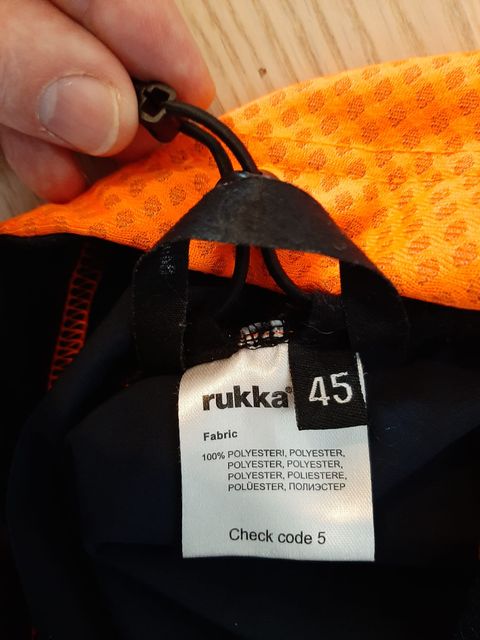 rukka®
45
Fabric
100% POLYESTERI, POLYESTER,
POLYESTER, POLYESTER,
POLYESTER, POLIESTERE,
POLÜESTER, ПОЛИЭСТЕР
Check code 5